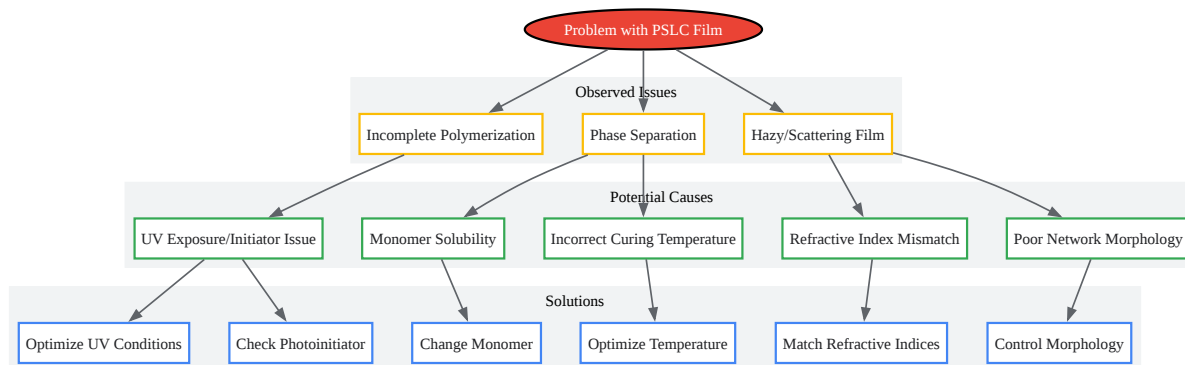 Problem with PSLC Film
Observed Issues
Incomplete Polymerization
Phase Separation
Hazy/Scattering Film
Potential Causes
UV Exposure/Initiator Issue
Monomer Solubility
Incorrect Curing Temperature
Refractive Index Mismatch
Poor Network Morphology
Solutions
Optimize UV Conditions
Check Photoinitiator
Change Monomer
Optimize Temperature
Match Refractive Indices
Control Morphology